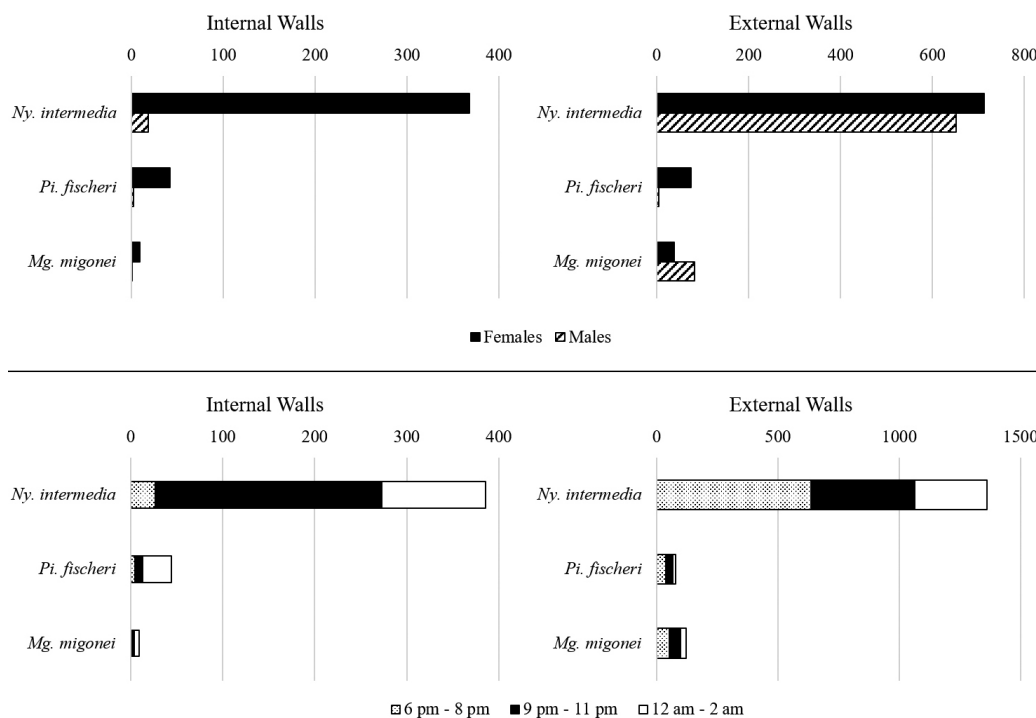 Internal Walls
0 100 200 300 400
Ny. intermedia
Pi. fischeri
Mg. migonei
External Walls
0 200 400 600 800
Ny. intermedia
Pi. fischeri
Mg. migonei
Females Males
Internal Walls
0 100 200 300 400
Ny. intermedia
Pi. fischeri
Mg. migonei
External Walls
0 500 1000 1500
Ny. intermedia
Pi. fischeri
Mg. migonei
6 pm - 8 pm 9 pm - 11 pm 12 am - 2 am